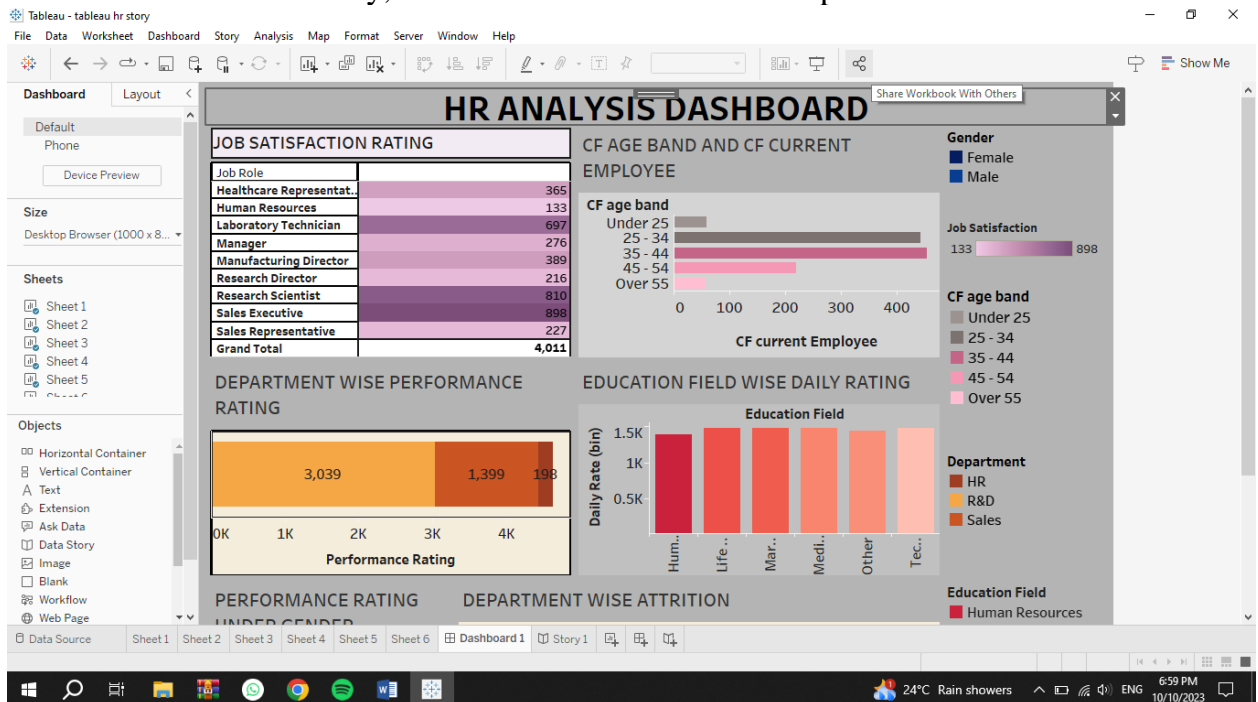 Tableau - tableau hr story
File Data Worksheet Dashboard Story Analysis Map Format Server Window Help
Show Me
Share Workbook With Others
Dashboard Layout
Default
Phone
Device Preview
Size
Desktop Browser (1000 x 8...
Sheets
Sheet 1
Sheet 2
Sheet 3
Sheet 4
Sheet 5
Objects
Horizontal Container
Vertical Container
Text
Extension
Ask Data
Data Story
Image
Blank
Workflow
Web Page
HR ANALYSIS DASHBOARD
JOB SATISFACTION RATING
Job Role
Healthcare Representat.. 365
Human Resources 133
Laboratory Technician 697
Manager 276
Manufacturing Director 389
Research Director 216
Research Scientist 810
Sales Executive 898
Sales Representative 227
Grand Total 4,011
CF AGE BAND AND CF CURRENT
EMPLOYEE
CF age band
Under 25
25 - 34
35 - 44
45 - 54
Over 55
0 100 200 300 400
CF current Employee
DEPARTMENT WISE PERFORMANCE
RATING
3,039 1,399 198
0K 1K 2K 3K 4K
Performance Rating
EDUCATION FIELD WISE DAILY RATING
Education Field
Daily Rate (bin)
1.5K
1K
0.5K
Hum.. Life .. Mar.. Medi.. Other Tec..
PERFORMANCE RATING
UNDER GENDER
DEPARTMENT WISE ATTRITION
Gender
Female
Male
Job Satisfaction
133 898
CF age band
Under 25
25 - 34
35 - 44
45 - 54
Over 55
Department
HR
R&D
Sales
Education Field
Human Resources
Data Source Sheet 1 Sheet 2 Sheet 3 Sheet 4 Sheet 5 Sheet 6 Dashboard 1 Story 1
24°C Rain showers ENG 6:59 PM
10/10/2023